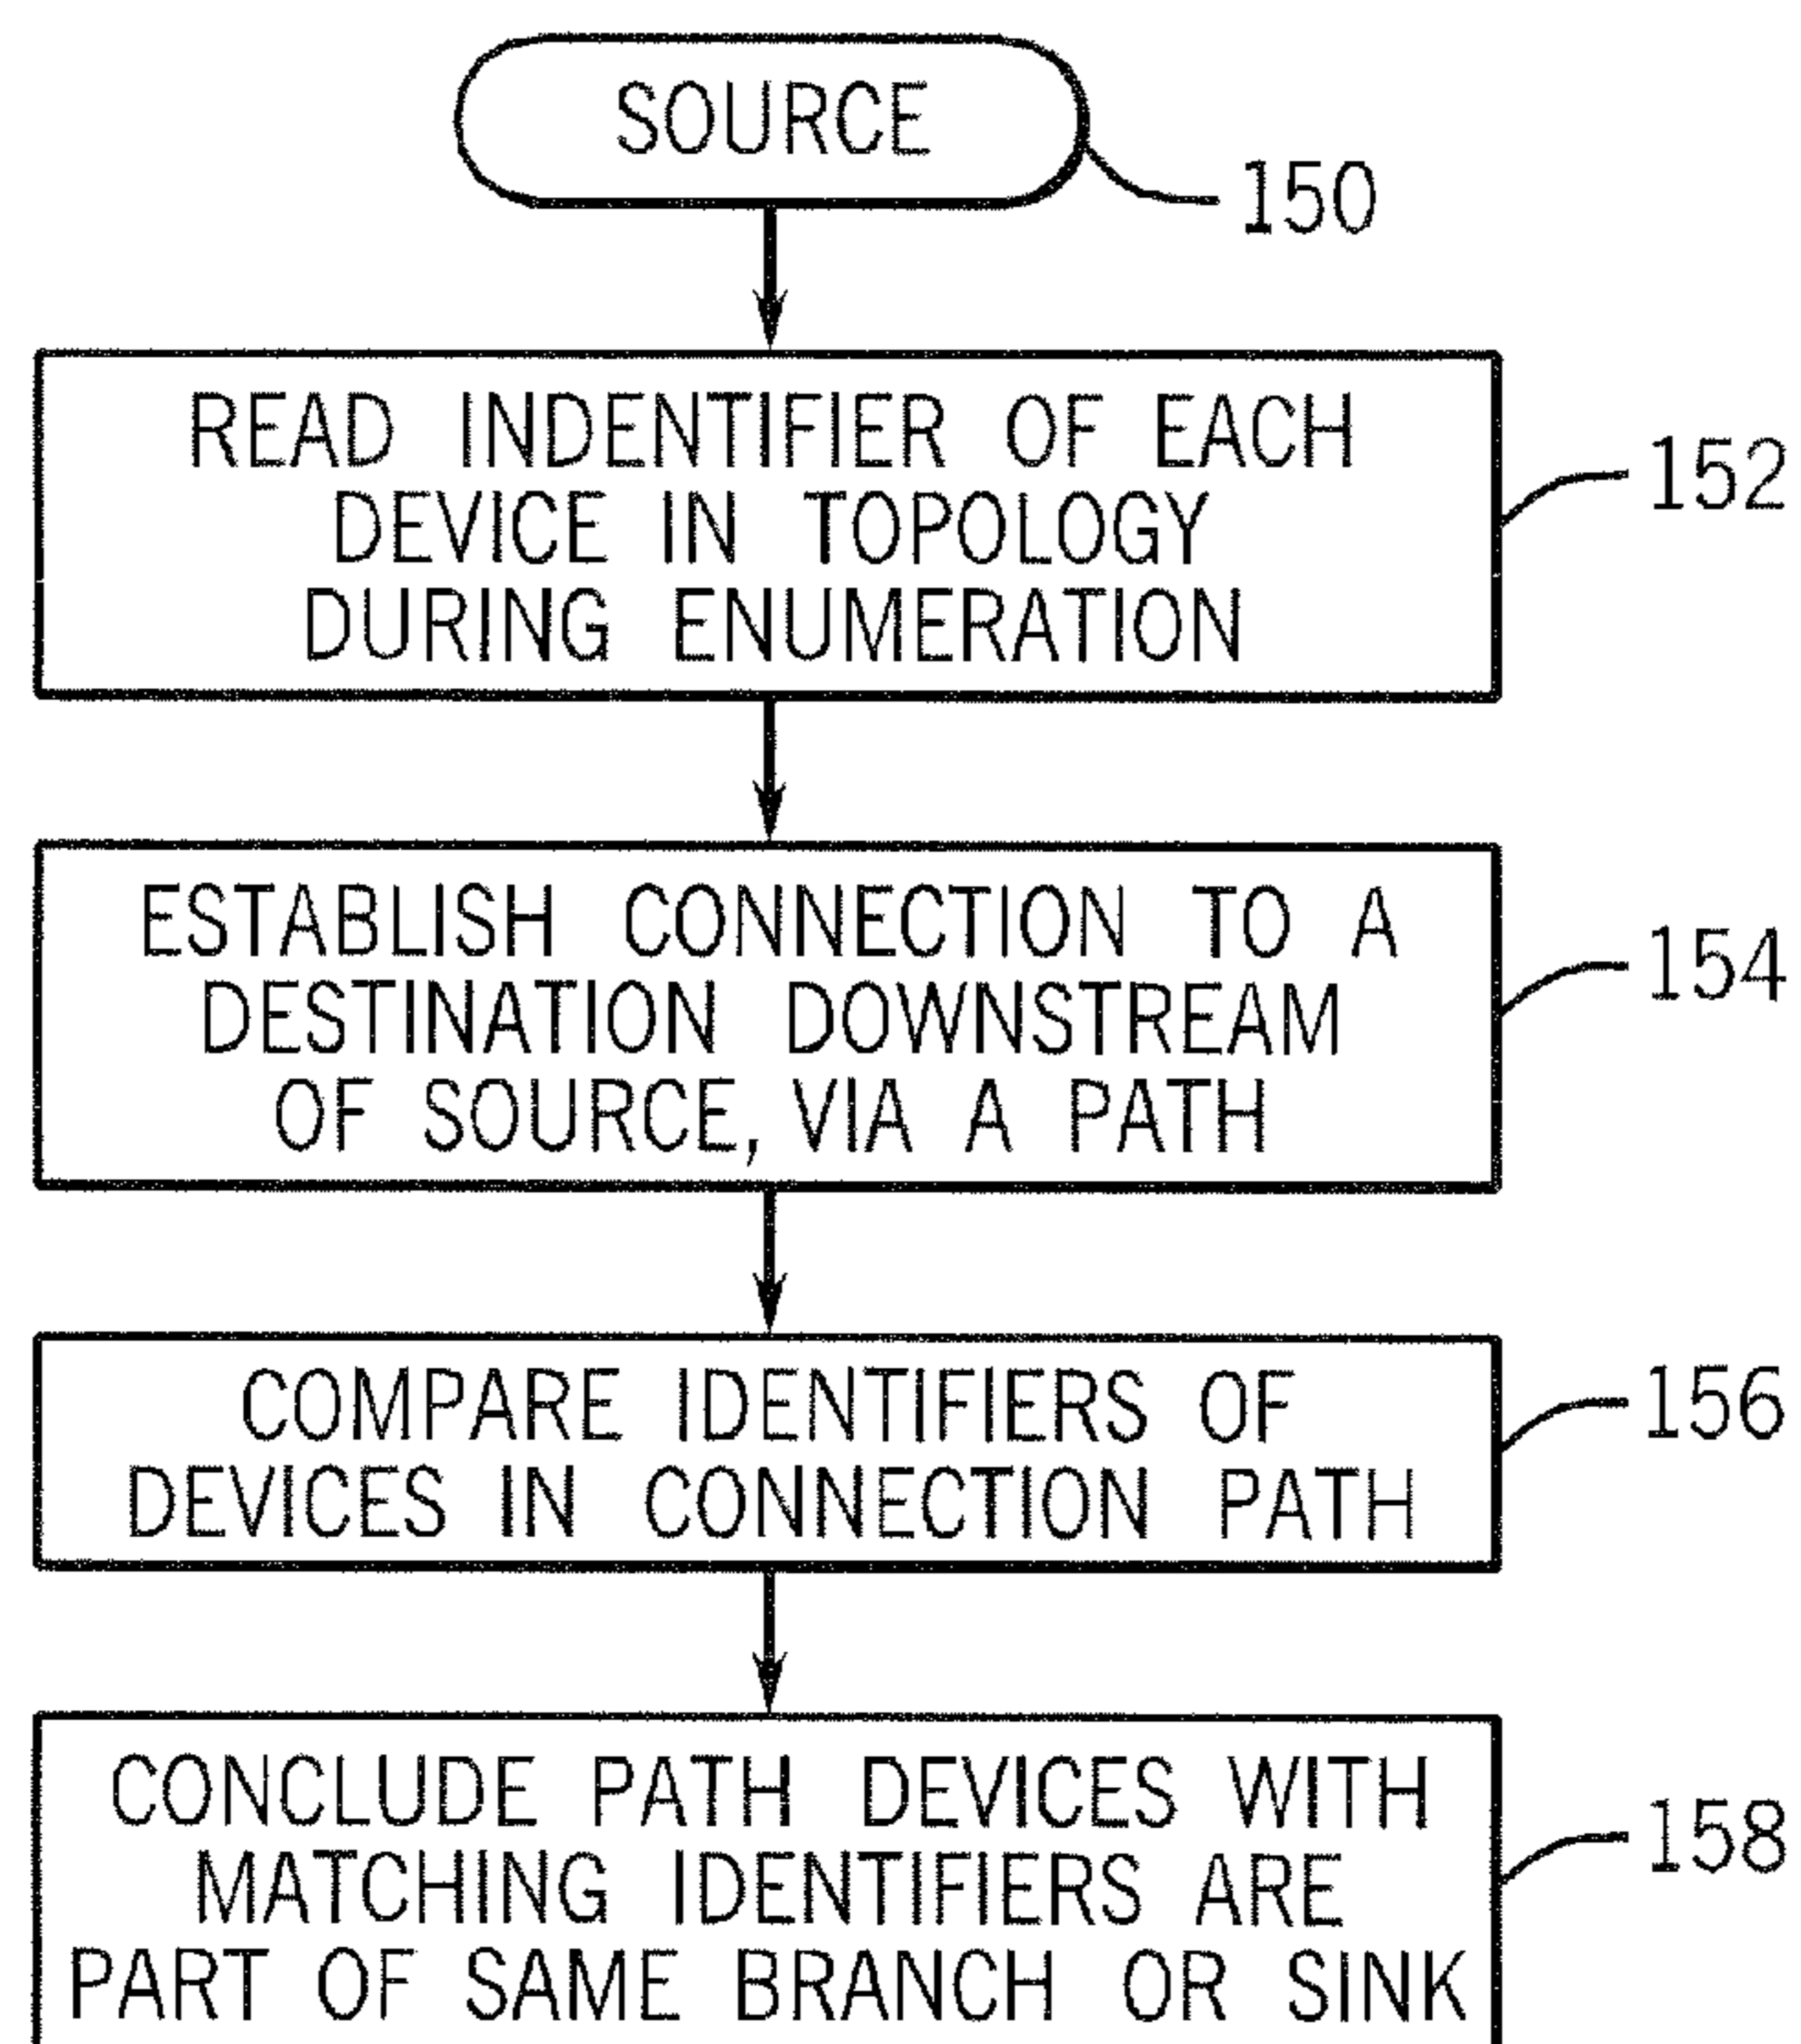 SOURCE
150
READ INDENTIFIER OF EACH
DEVICE IN TOPOLOGY
DURING ENUMERATION
152
ESTABLISH CONNECTION TO A
DESTINATION DOWNSTREAM
OF SOURCE, VIA A PATH
154
COMPARE IDENTIFIERS OF
DEVICES IN CONNECTION PATH
156
CONCLUDE PATH DEVICES WITH
MATCHING IDENTIFIERS ARE
PART OF SAME BRANCH OR SINK
158